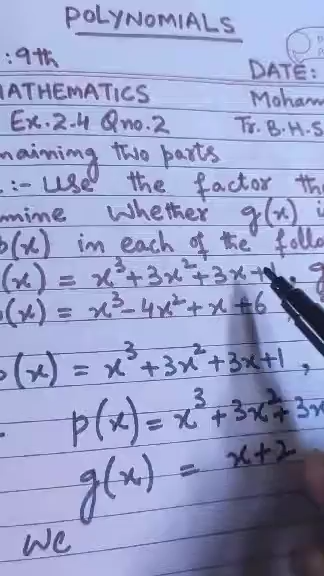 POLYNOMIALS
: 9th
DATE:
MATHEMATICS Moham
Ex. 2.4 Q no. 2 Tr. B.H.S
maining two parts
.:- Use the factor th
mine whether g(x) i
p(x) in each of the follo
(x) = x³+3x²+3x+1, g
(x) = x³-4x²+x+6
p(x) = x³+3x²+3x+1,
p(x) = x³+3x²+3x
g(x) = x+2
we